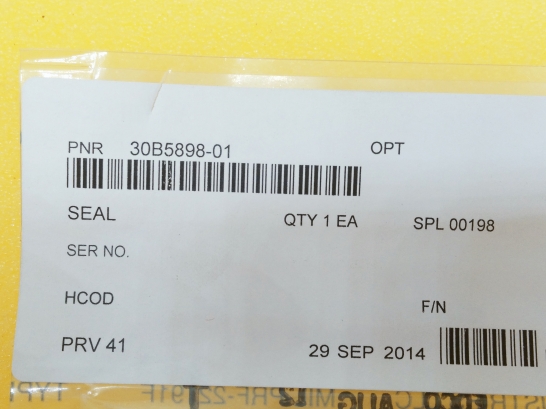 PNR 30B5898-01 OPT
SEAL QTY 1 EA SPL 00198
SER NO.
HCOD F/N
PRV 41 29 SEP 2014